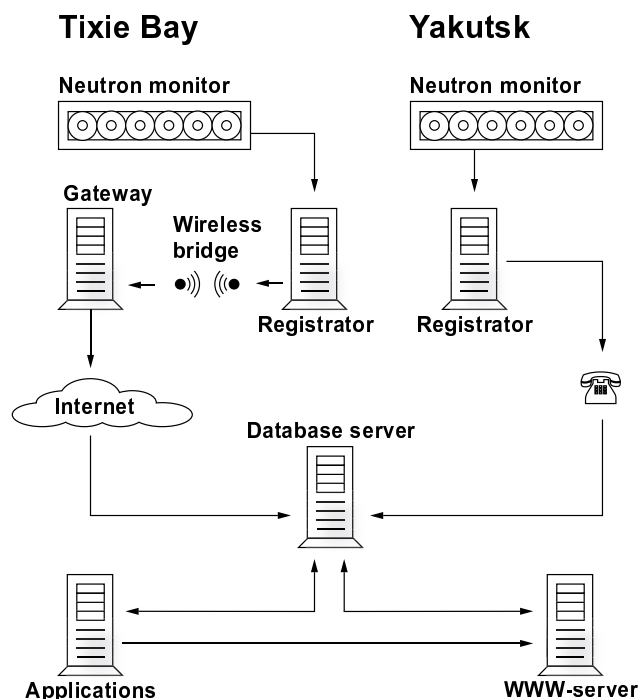 Tixie Bay
Yakutsk
Neutron monitor
Neutron monitor
Gateway
Wireless
bridge
Registrator
Registrator
Internet
Database server
Applications
WWW-server